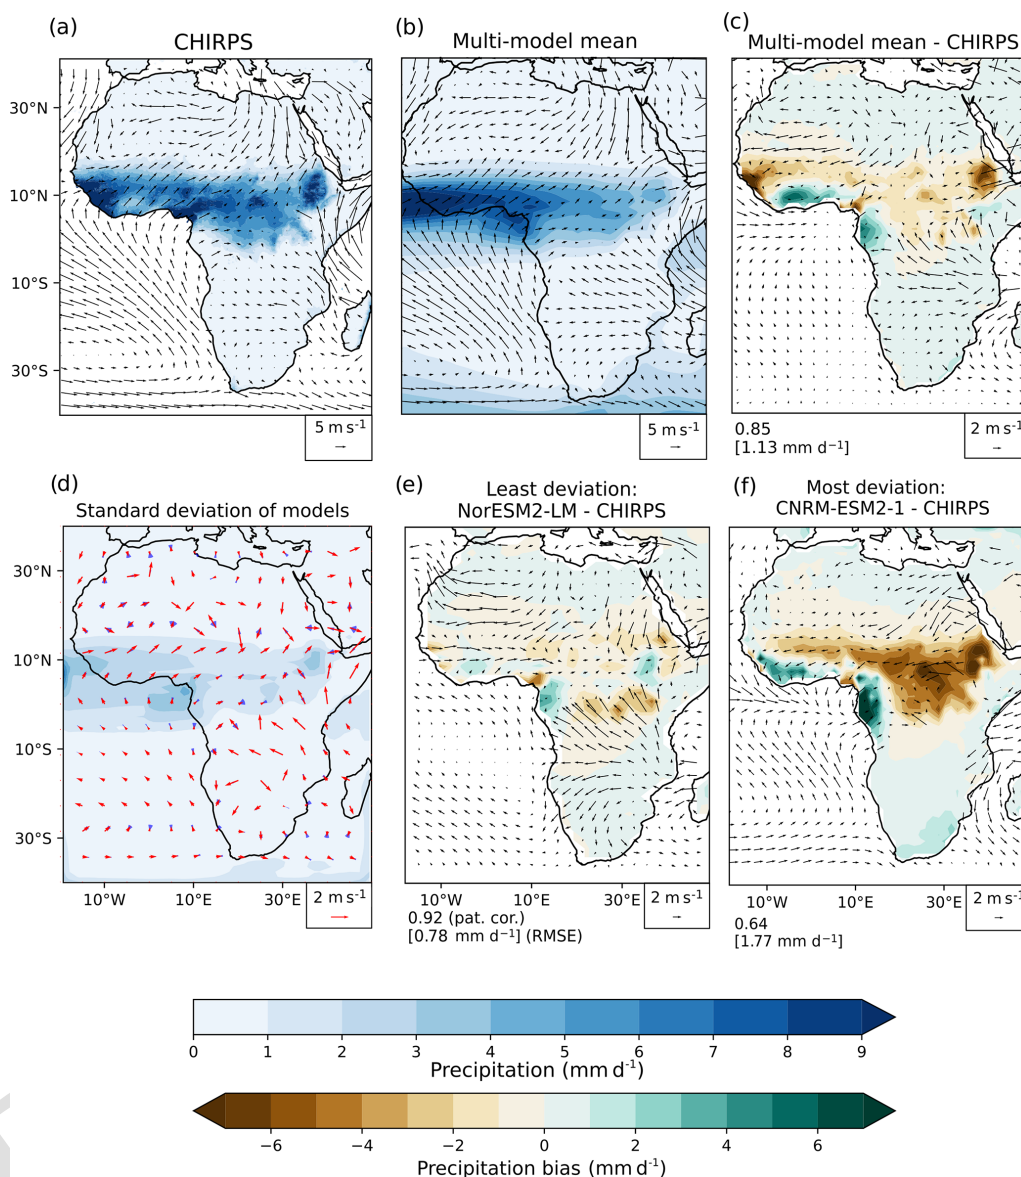 (a)
CHIRPS
(b)
Multi-model mean
(c)
Multi-model mean - CHIRPS
30°N
10°N
10°S
30°S
5 m s-1
5 m s-1
0.85
[1.13 mm d−1]
2 m s-1
(d)
Standard deviation of models
(e)
Least deviation:
NorESM2-LM - CHIRPS
(f)
Most deviation:
CNRM-ESM2-1 - CHIRPS
30°N
10°N
10°S
30°S
10°W 10°E 30°E
2 m s-1
10°W 10°E 30°E
2 m s-1
0.92 (pat. cor.)
[0.78 mm d−1] (RMSE)
10°W 10°E 30°E
2 m s-1
0.64
[1.77 mm d−1]
0 1 2 3 4 5 6 7 8 9
Precipitation (mm d-1)
−6 −4 −2 0 2 4 6
Precipitation bias (mm d-1)